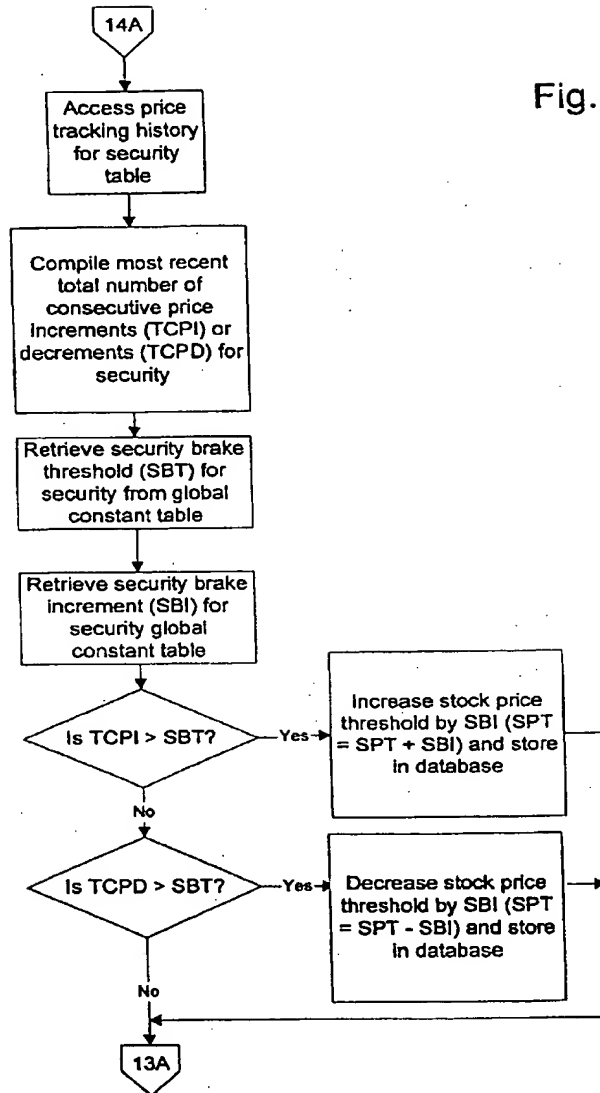 14A
Fig.
Access price
tracking history
for security
table
Compile most recent
total number of
consecutive price
increments (TCPI) or
decrements (TCPD) for
security
Retrieve security brake
threshold (SBT) for
security from global
constant table
Retrieve security brake
increment (SBI) for
security global
constant table
Is TCPI > SBT?
Yes
Increase stock price
threshold by SBI (SPT
= SPT + SBI) and store
in database
No
Is TCPD > SBT?
Yes
Decrease stock price
threshold by SBI (SPT
= SPT - SBI) and store
in database
No
13A